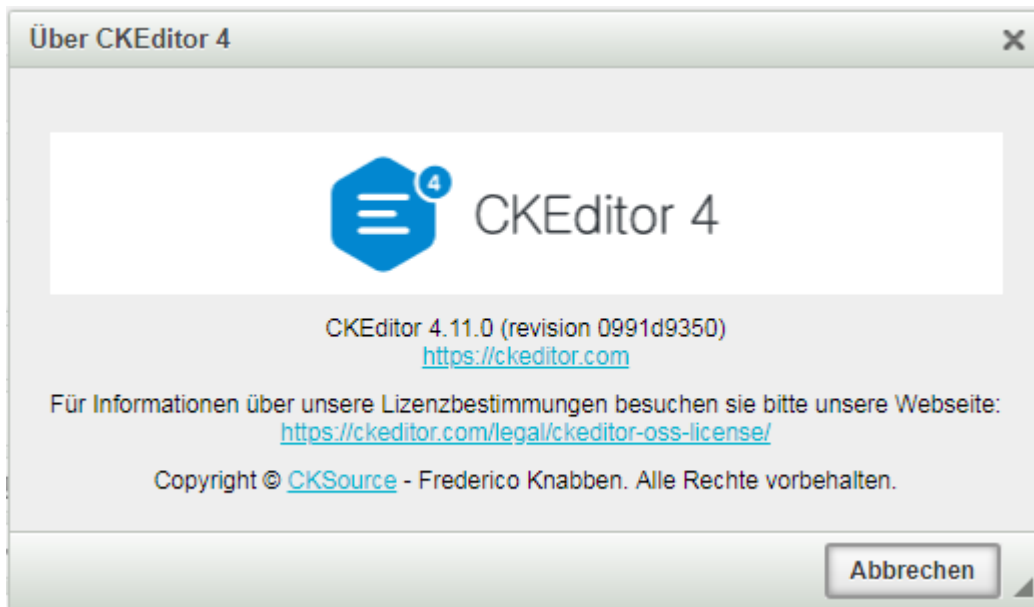 Über CKEditor 4
4
CKEditor 4
CKEditor 4.11.0 (revision 0991d9350)
https://ckeditor.com
Für Informationen über unsere Lizenzbestimmungen besuchen sie bitte unsere Webseite:
https://ckeditor.com/legal/ckeditor-oss-license/
Copyright © CKSource - Frederico Knabben. Alle Rechte vorbehalten.
Abbrechen